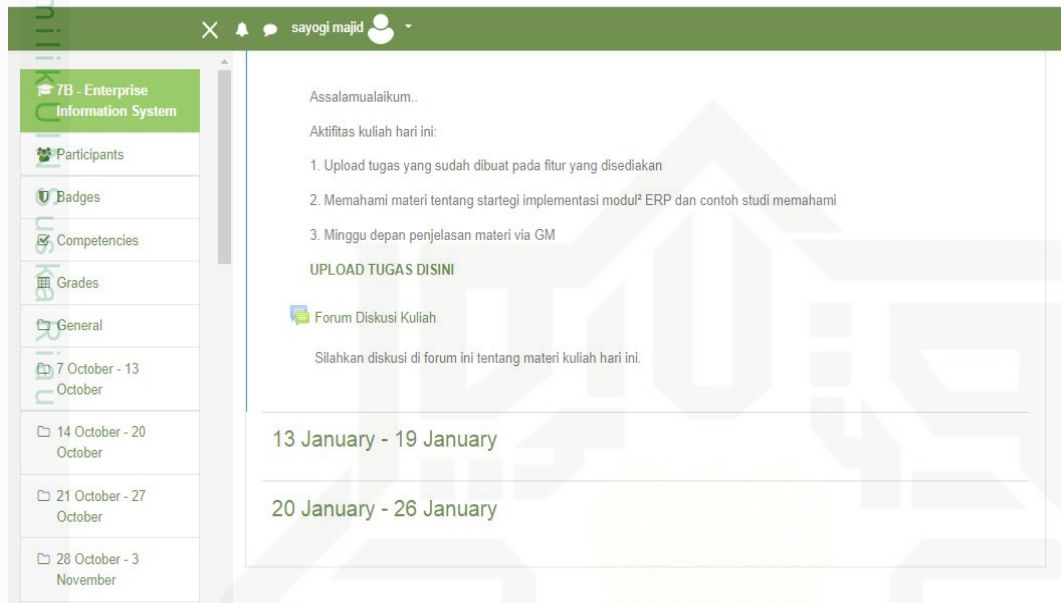 sayogi majid
7B - Enterprise
Information System
Participants
Badges
Competencies
Grades
General
7 October - 13
October
14 October - 20
October
21 October - 27
October
28 October - 3
November
Assalamualaikum..
Aktifitas kuliah hari ini:
1. Upload tugas yang sudah dibuat pada fitur yang disediakan
2. Memahami materi tentang startegi implementasi modul² ERP dan contoh studi memahami
3. Minggu depan penjelasan materi via GM
UPLOAD TUGAS DISINI
Forum Diskusi Kuliah
Silahkan diskusi di forum ini tentang materi kuliah hari ini.
13 January - 19 January
20 January - 26 January
milik U
Suska Riau